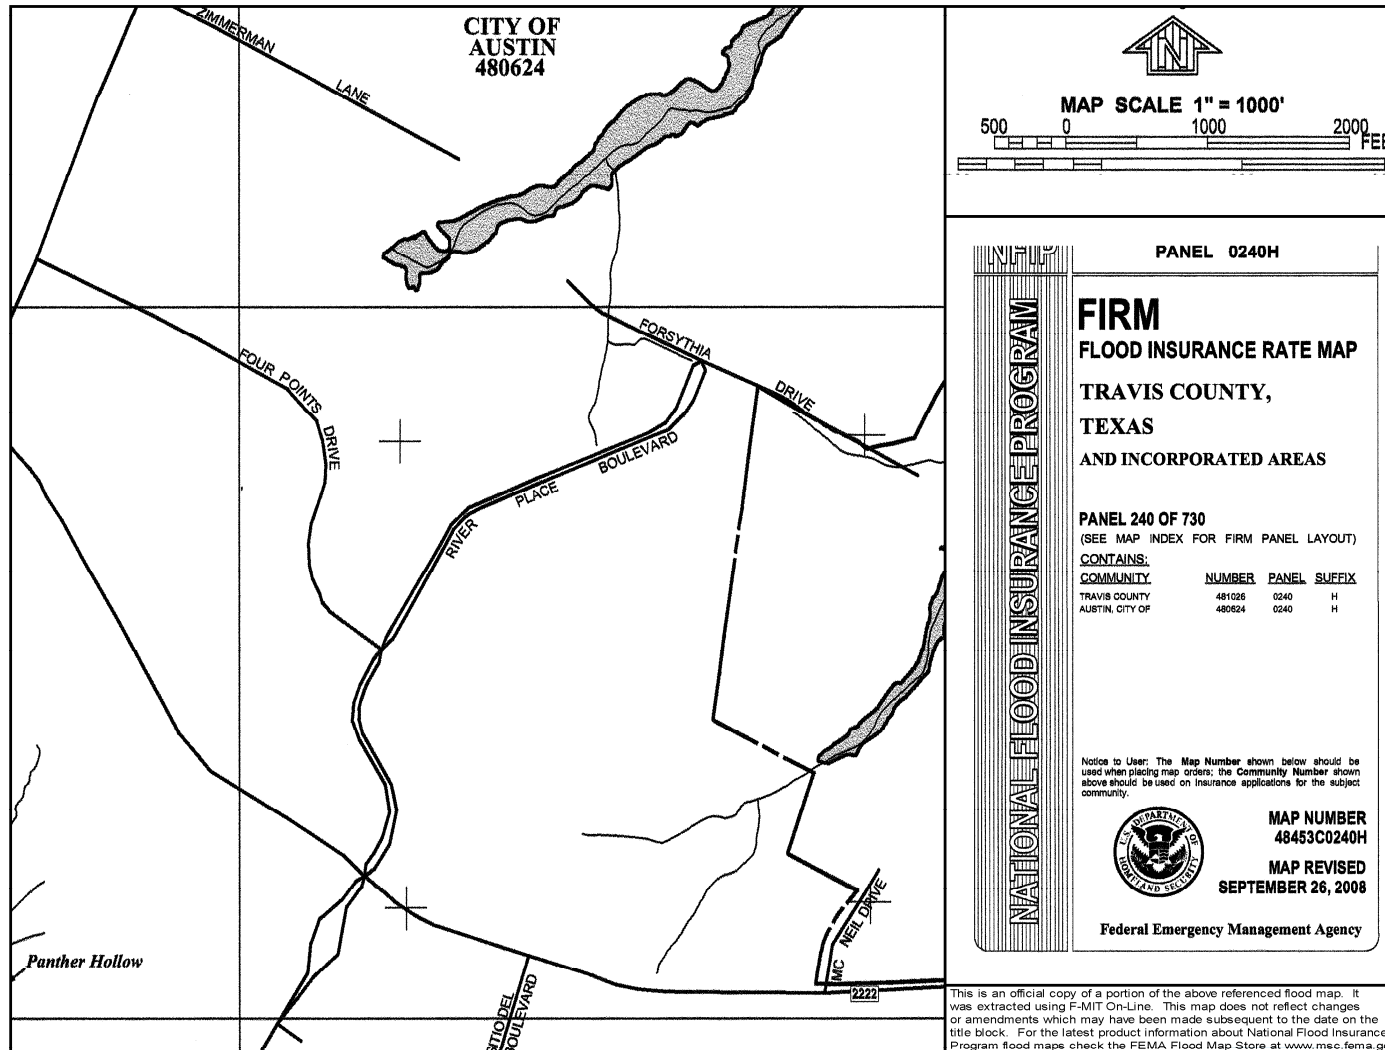 ZIMMERMAN
LANE
CITY OF
AUSTIN
480624
FOUR POINTS
DRIVE
FORSYTHIA
DRIVE
RIVER
PLACE
BOULEVARD
Panther Hollow
MC
NEIL DRIVE
2222
BOULEVARD
N
MAP SCALE 1" = 1000'
500 0 1000 2000
NFIP
NATIONAL FLOOD INSURANCE PROGRAM
PANEL 0240H
FIRM
FLOOD INSURANCE RATE MAP
TRAVIS COUNTY,
TEXAS
AND INCORPORATED AREAS
PANEL 240 OF 730
(SEE MAP INDEX FOR FIRM PANEL LAYOUT)
CONTAINS:
COMMUNITY NUMBER PANEL SUFFIX
TRAVIS COUNTY 481026 0240 H
AUSTIN, CITY OF 480624 0240 H
Notice to User: The Map Number shown below should be
used when placing map orders; the Community Number shown
above should be used on insurance applications for the subject
community.
U.S. DEPARTMENT OF
HOMELAND SECURITY
MAP NUMBER
48453C0240H
MAP REVISED
SEPTEMBER 26, 2008
Federal Emergency Management Agency
This is an official copy of a portion of the above referenced flood map. It
was extracted using F-MIT On-Line. This map does not reflect changes
or amendments which may have been made subsequent to the date on the
title block. For the latest product information about National Flood Insurance
Program flood maps check the FEMA Flood Map Store at www.msc.fema.g